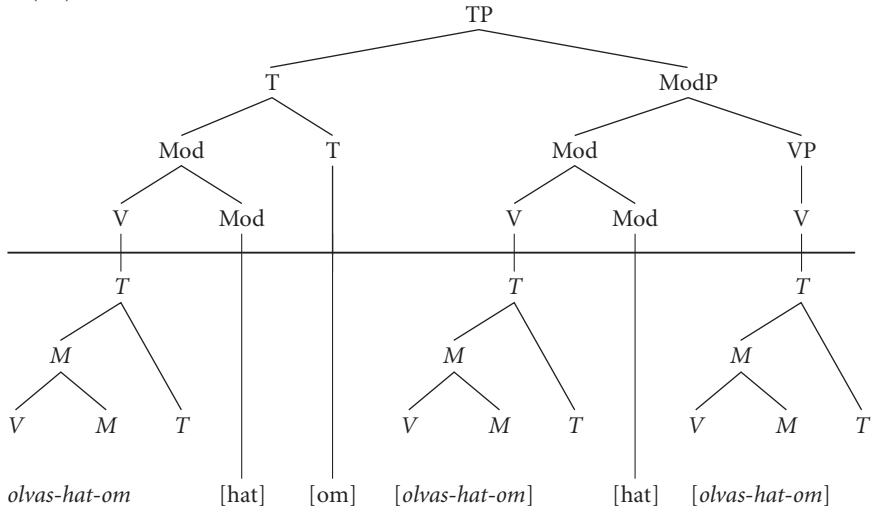 TP
T ModP
Mod T Mod VP
V Mod V Mod V
T T T
M M M
V M T V M T V M T
olvas-hat-om [hat] [om] [olvas-hat-om] [hat] [olvas-hat-om]